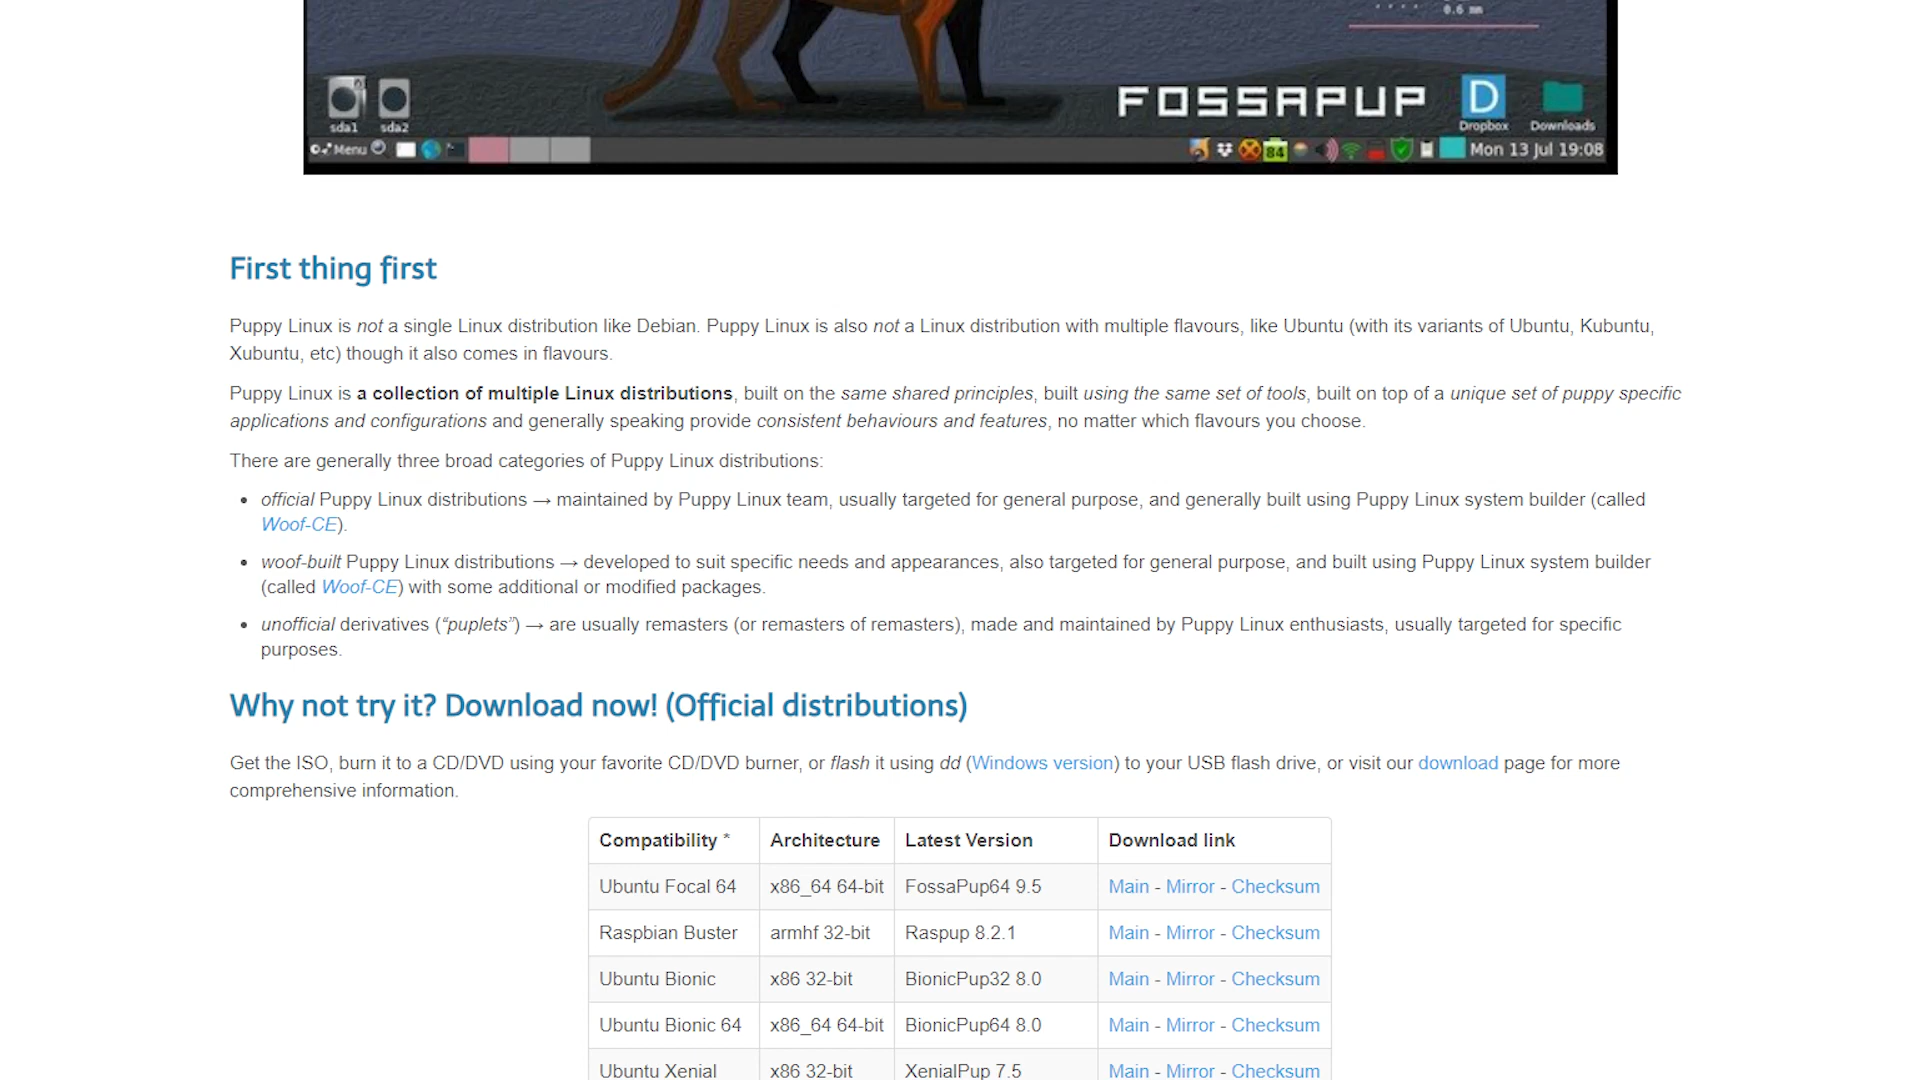 0.6 mm
sda1 sda2
FOSSAPUP
Dropbox Downloads
Menu
84
Mon 13 Jul 19:08
First thing first
Puppy Linux is not a single Linux distribution like Debian. Puppy Linux is also not a Linux distribution with multiple flavours, like Ubuntu (with its variants of Ubuntu, Kubuntu,
Xubuntu, etc) though it also comes in flavours.
Puppy Linux is a collection of multiple Linux distributions, built on the same shared principles, built using the same set of tools, built on top of a unique set of puppy specific
applications and configurations and generally speaking provide consistent behaviours and features, no matter which flavours you choose.
There are generally three broad categories of Puppy Linux distributions:
• official Puppy Linux distributions → maintained by Puppy Linux team, usually targeted for general purpose, and generally built using Puppy Linux system builder (called
Woof-CE).
• woof-built Puppy Linux distributions → developed to suit specific needs and appearances, also targeted for general purpose, and built using Puppy Linux system builder
(called Woof-CE) with some additional or modified packages.
• unofficial derivatives (“puplets”) → are usually remasters (or remasters of remasters), made and maintained by Puppy Linux enthusiasts, usually targeted for specific
purposes.
Why not try it? Download now! (Official distributions)
Get the ISO, burn it to a CD/DVD using your favorite CD/DVD burner, or flash it using dd (Windows version) to your USB flash drive, or visit our download page for more
comprehensive information.
Compatibility * Architecture Latest Version Download link
Ubuntu Focal 64 x86_64 64-bit FossaPup64 9.5 Main - Mirror - Checksum
Raspbian Buster armhf 32-bit Raspup 8.2.1 Main - Mirror - Checksum
Ubuntu Bionic x86 32-bit BionicPup32 8.0 Main - Mirror - Checksum
Ubuntu Bionic 64 x86_64 64-bit BionicPup64 8.0 Main - Mirror - Checksum
Ubuntu Xenial x86 32-bit XenialPup 7.5 Main - Mirror - Checksum